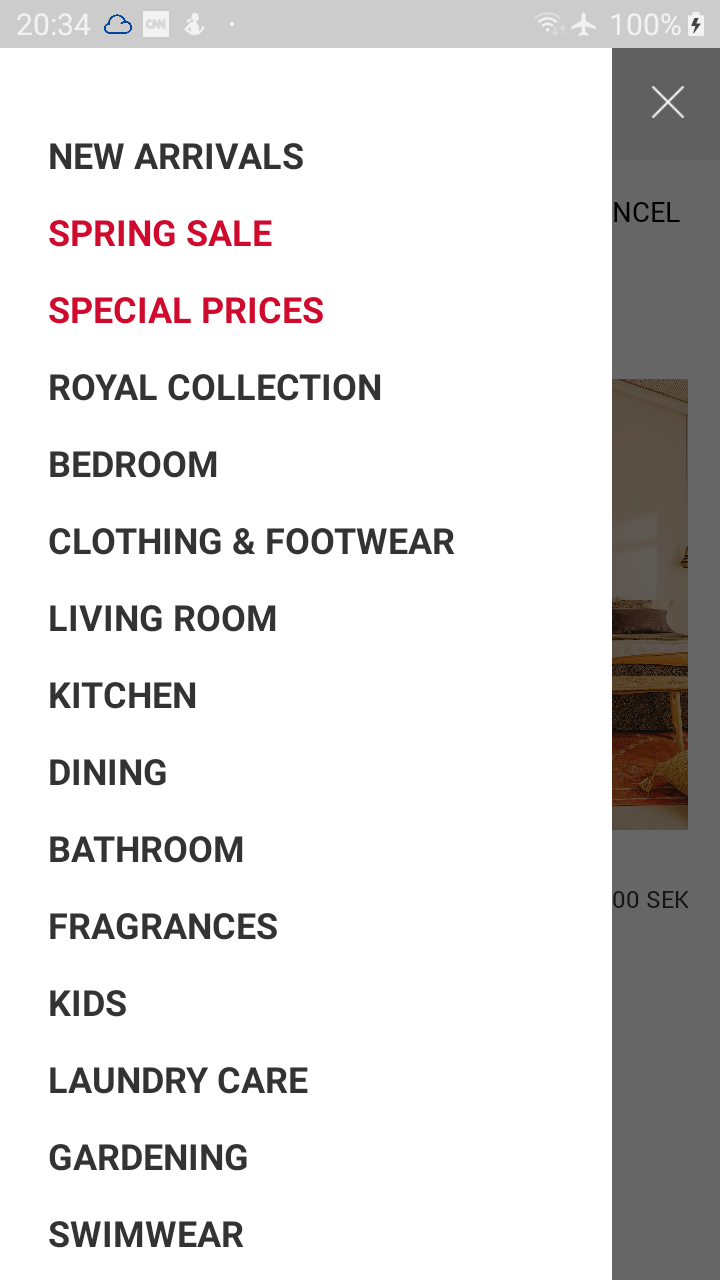 20:34 CNN 100%
NEW ARRIVALS
NCEL
SPRING SALE
SPECIAL PRICES
ROYAL COLLECTION
BEDROOM
CLOTHING & FOOTWEAR
LIVING ROOM
KITCHEN
DINING
BATHROOM
00 SEK
FRAGRANCES
KIDS
LAUNDRY CARE
GARDENING
SWIMWEAR